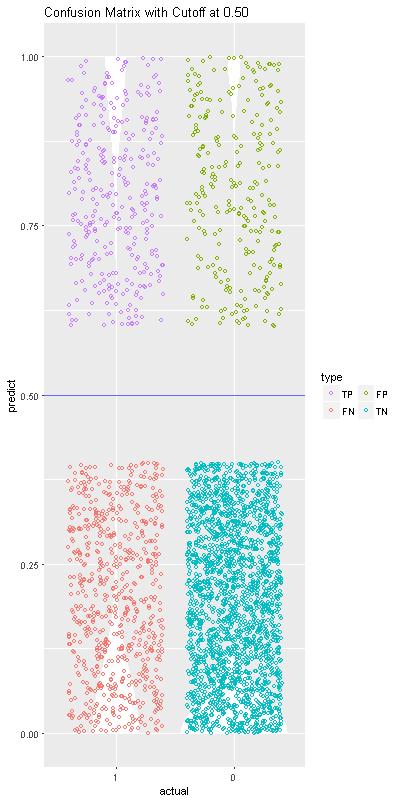 Confusion Matrix with Cutoff at 0.50
1.00
0.75
0.50
0.25
0.00
predict
1 0
actual
type
TP FP
FN TN